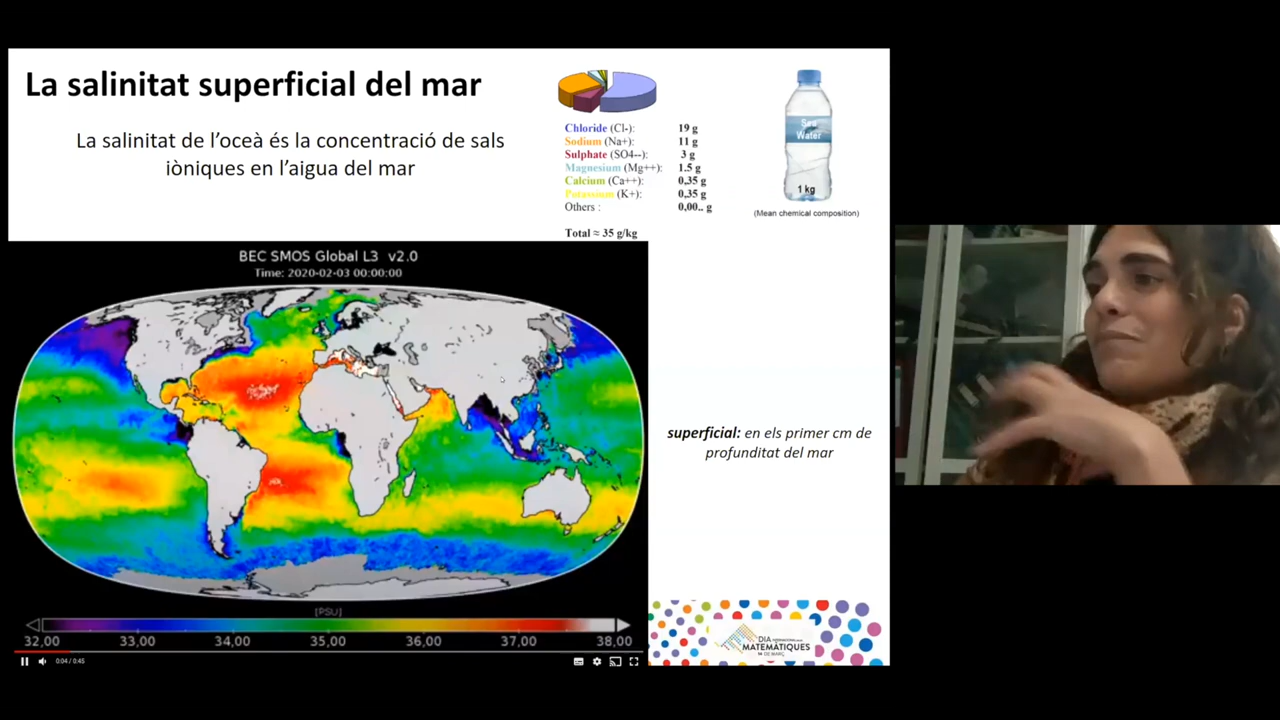 La salinitat superficial del mar
La salinitat de l'oceà és la concentració de sals
iòniques en l'aigua del mar
Chloride (Cl-): 19 g
Sodium (Na+): 11 g
Sulphate (SO4--): 3 g
Magnesium (Mg++): 1.5 g
Calcium (Ca++): 0,35 g
Potassium (K+): 0,35 g
Others : 0,00.. g
Total ≈ 35 g/kg
Sea
Water
1 kg
(Mean chemical composition)
BEC SMOS Global L3 v2.0
Time: 2020-02-03 00:00:00
[PSU]
32,00 33,00 34,00 35,00 36,00 37,00 38,00
0:04 / 0:45
superficial: en els primer cm de
profunditat del mar
DIA
MATEMÀTIQUES
14 DE MARÇ